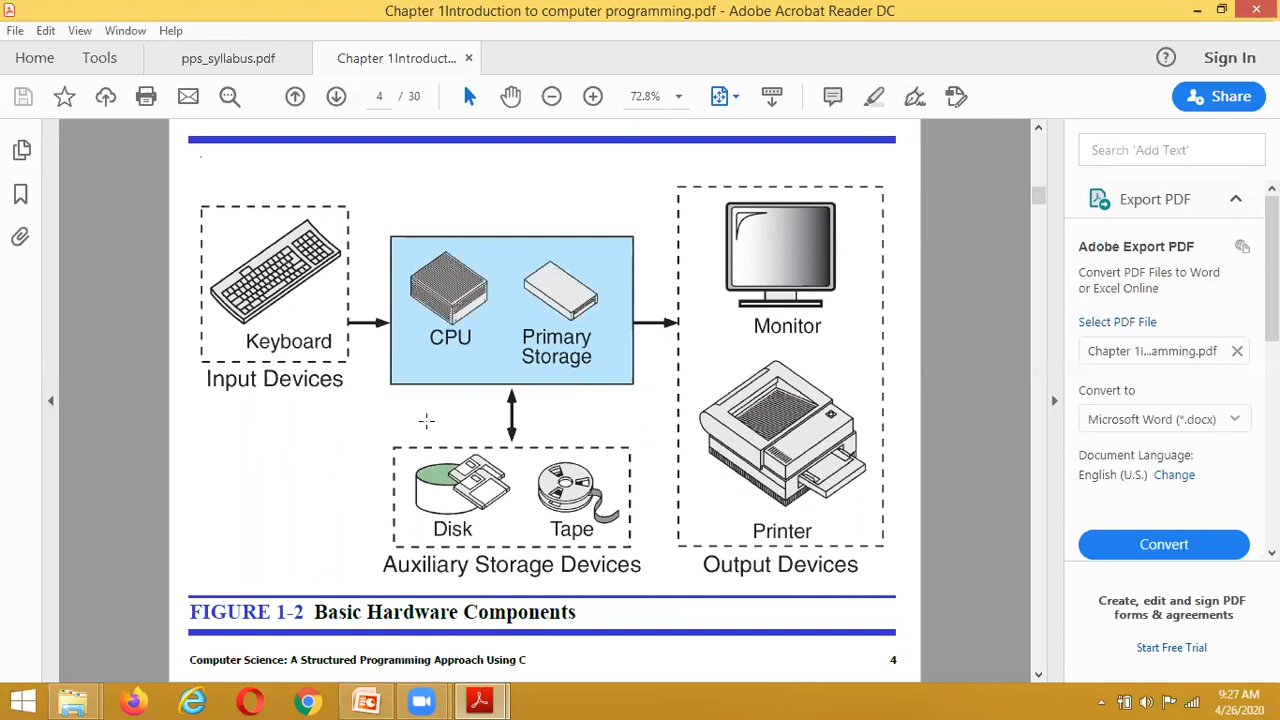 Chapter 1Introduction to computer programming.pdf - Adobe Acrobat Reader DC
File Edit View Window Help
Home Tools pps_syllabus.pdf Chapter 1Introduct... × Sign In
4 / 30 72.8% Share
Keyboard
Input Devices
CPU
Primary
Storage
Monitor
Printer
Output Devices
Disk Tape
Auxiliary Storage Devices
FIGURE 1-2 Basic Hardware Components
Computer Science: A Structured Programming Approach Using C 4
Search 'Add Text'
Export PDF
Adobe Export PDF
Convert PDF Files to Word
or Excel Online
Select PDF File
Chapter 1i...amming.pdf
Convert to
Microsoft Word (*.docx)
Document Language:
English (U.S.) Change
Convert
Create, edit and sign PDF
forms & agreements
Start Free Trial
9:27 AM
4/26/2020